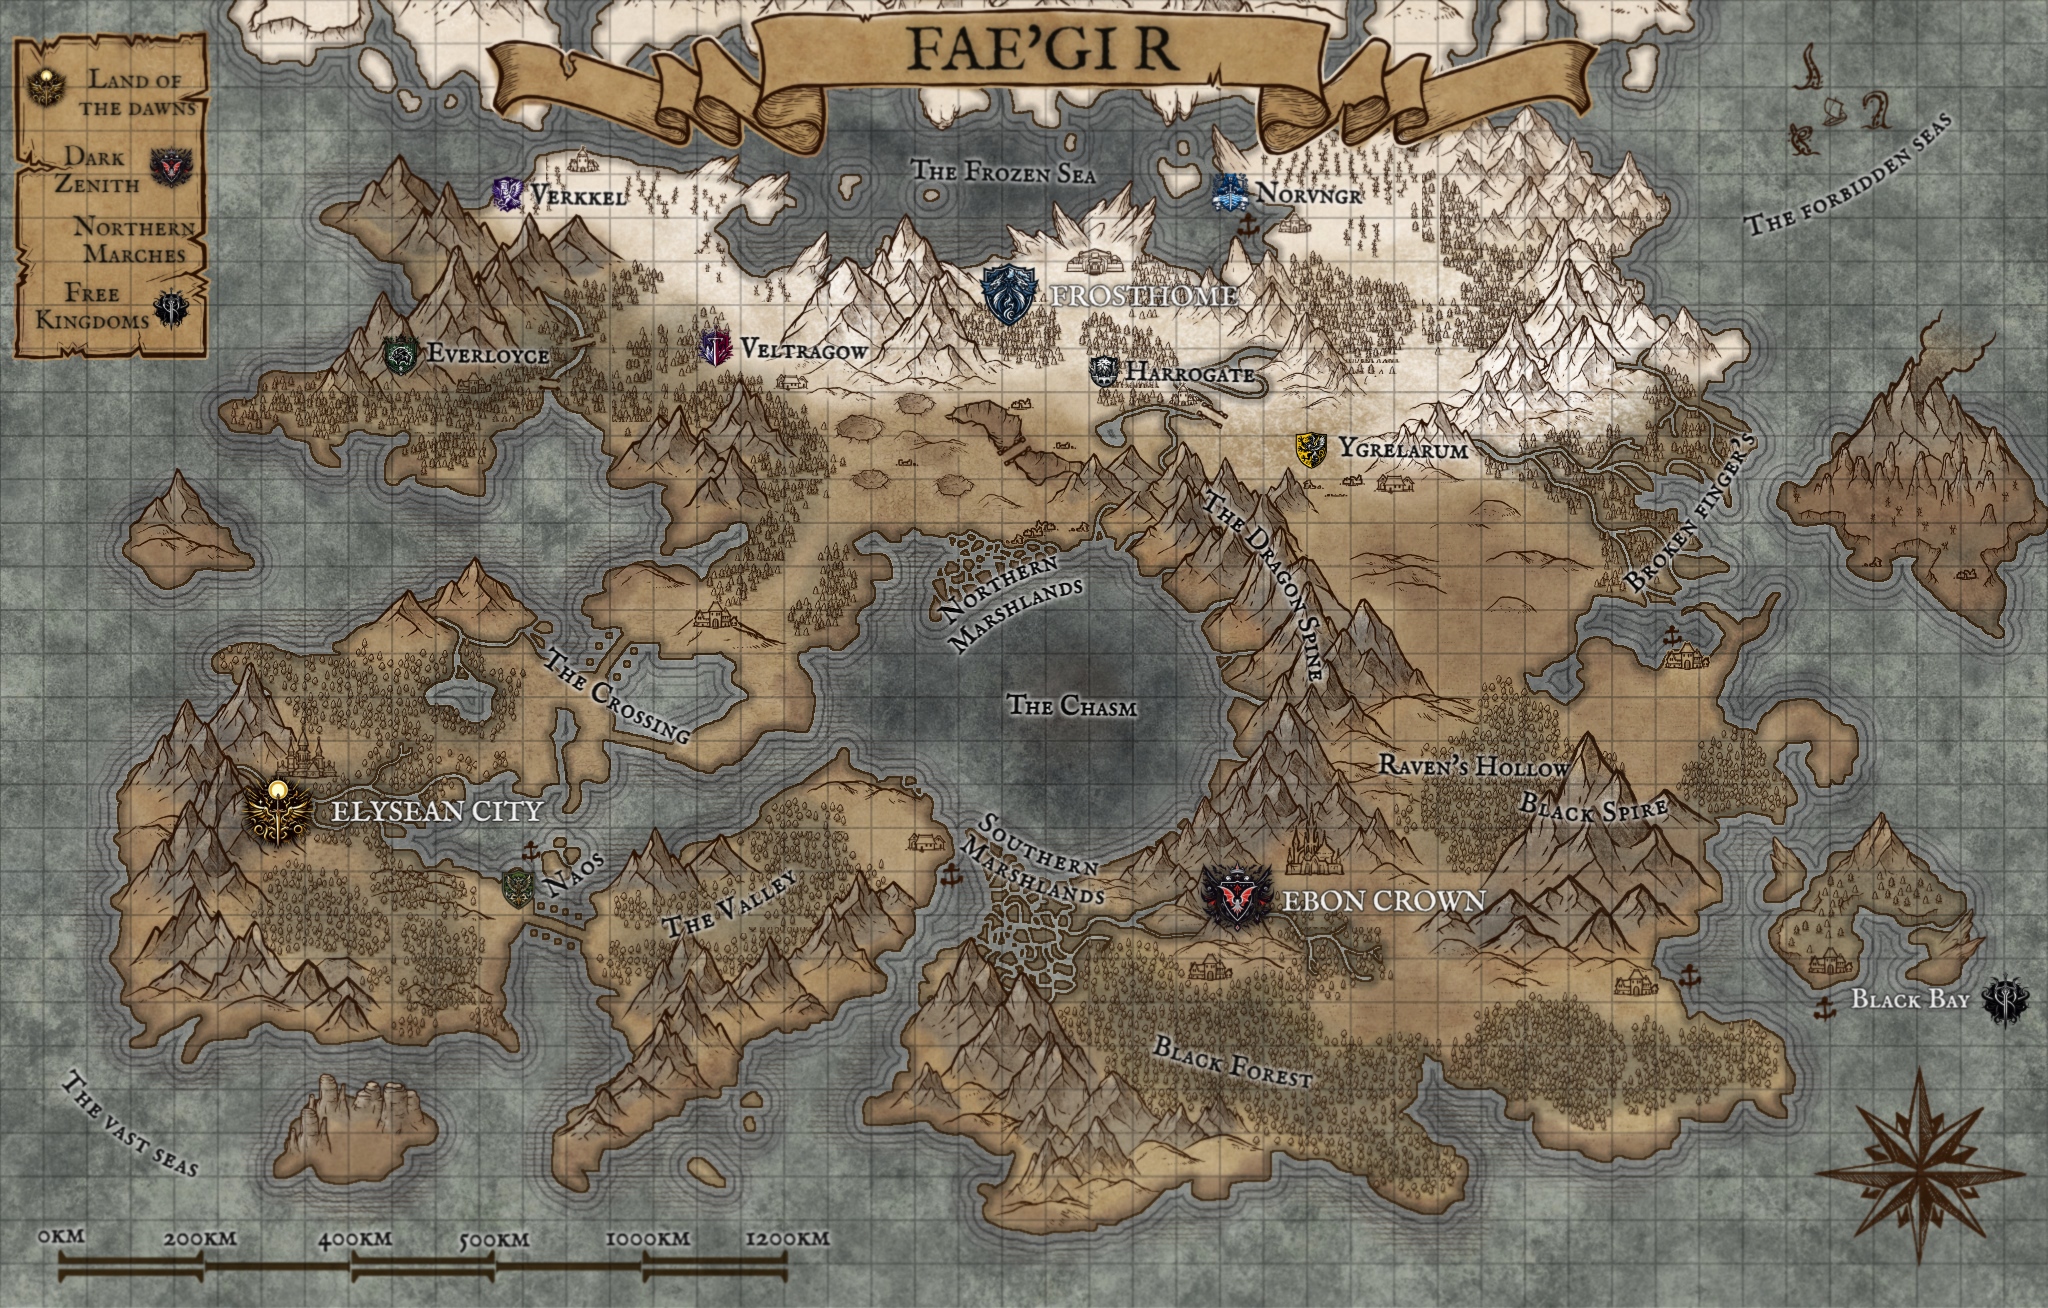 FAE'GI R
LAND OF
THE DAWNS
DARK
ZENITH
NORTHERN
MARCHES
FREE
KINGDOMS
THE FROZEN SEA
THE FORBIDDEN SEAS
VERKKEL
NORVNGR
FROSTHOME
EVERLOYCE
VELTRAGOW
HARROGATE
YGRELARUM
BROKEN FINGER'S
THE DRAGON SPINE
NORTHERN
MARSHLANDS
THE CROSSING
THE CHASM
RAVEN'S HOLLOW
BLACK SPIRE
ELYSEAN CITY
NAOS
THE VALLEY
SOUTHERN
MARSHLANDS
EBON CROWN
BLACK BAY
BLACK FOREST
THE VAST SEAS
0KM 200KM 400KM 500KM 1000KM 1200KM